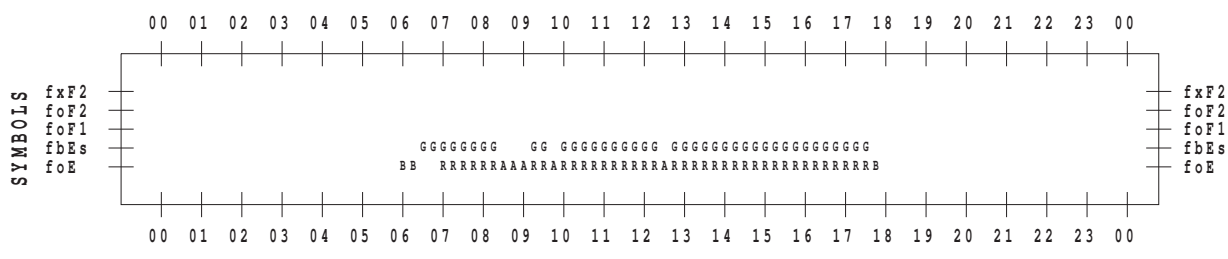 00 01 02 03 04 05 06 07 08 09 10 11 12 13 14 15 16 17 18 19 20 21 22 23 00
SYMBOLS
fxF2 fxF2
foF2 foF2
foF1 foF1
fbEs GGGGGGGG GG GGGGGGGGGG GGGGGGGGGGGGGGGGGGGG fbEs
foE BB RRRRRRAAARRARRRRRRRRRRARRRRRRRRRRRRRRRRRRRRB foE
00 01 02 03 04 05 06 07 08 09 10 11 12 13 14 15 16 17 18 19 20 21 22 23 00